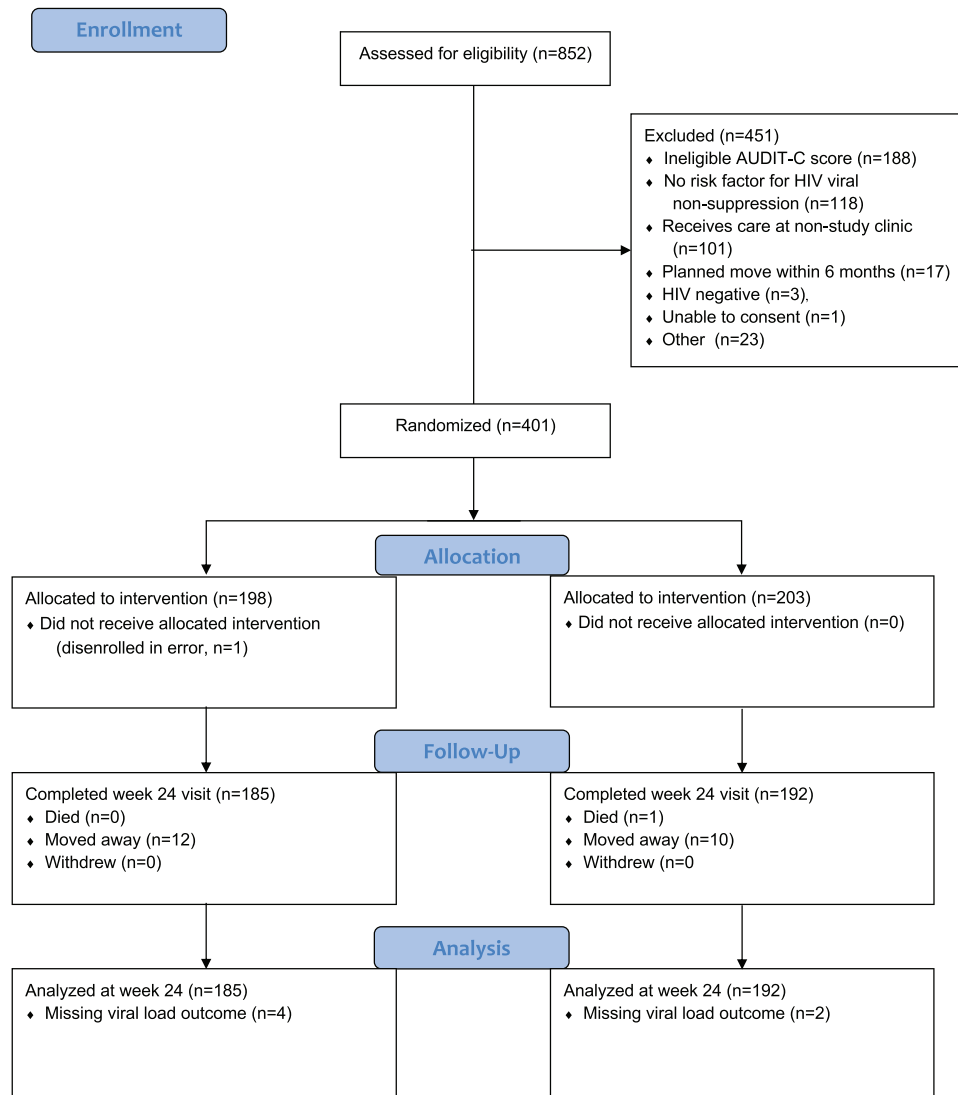 Enrollment
Assessed for eligibility (n=852)
Excluded (n=451)
⬧ Ineligible AUDIT-C score (n=188)
⬧ No risk factor for HIV viral
non-suppression (n=118)
⬧ Receives care at non-study clinic
(n=101)
⬧ Planned move within 6 months (n=17)
⬧ HIV negative (n=3),
⬧ Unable to consent (n=1)
⬧ Other (n=23)
Randomized (n=401)
Allocation
Allocated to intervention (n=198)
⬧ Did not receive allocated intervention
(disenrolled in error, n=1)
Allocated to intervention (n=203)
⬧ Did not receive allocated intervention (n=0)
Follow-Up
Completed week 24 visit (n=185)
⬧ Died (n=0)
⬧ Moved away (n=12)
⬧ Withdrew (n=0)
Completed week 24 visit (n=192)
⬧ Died (n=1)
⬧ Moved away (n=10)
⬧ Withdrew (n=0
Analysis
Analyzed at week 24 (n=185)
⬧ Missing viral load outcome (n=4)
Analyzed at week 24 (n=192)
⬧ Missing viral load outcome (n=2)